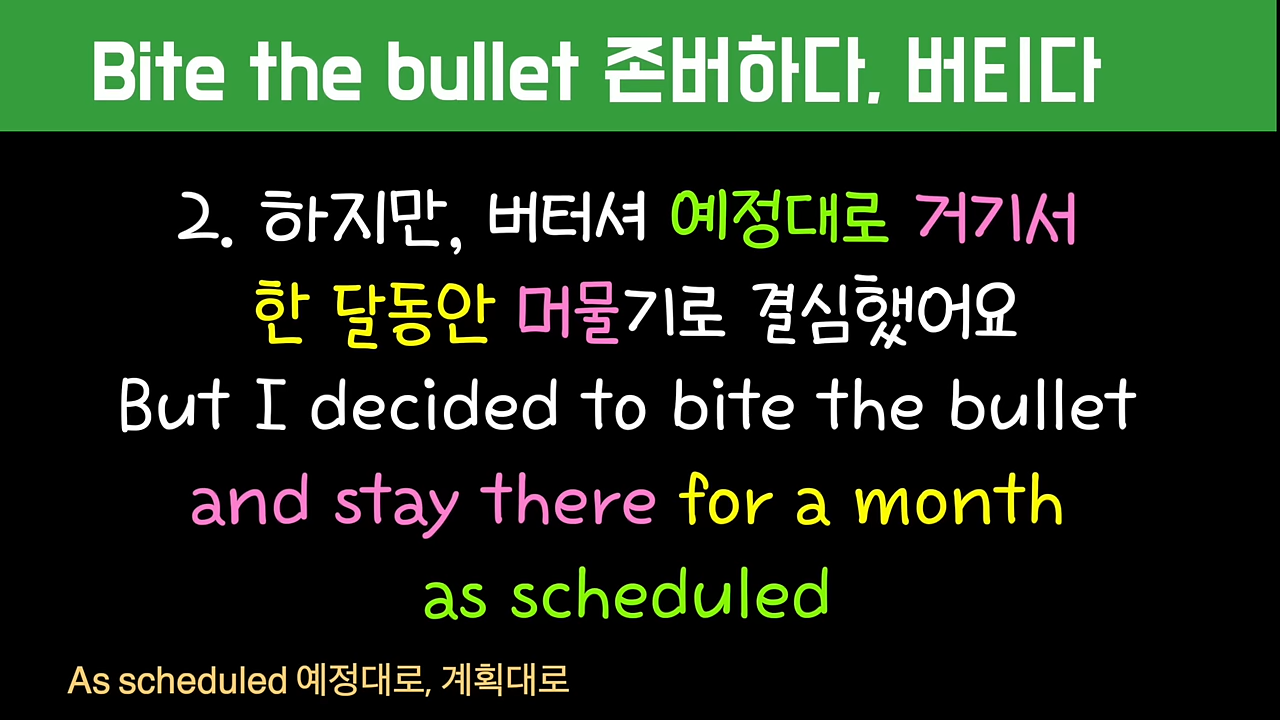 Bite the bullet 존버하다, 버티다
2. 하지만, 버터셔 예정대로 거기서
한 달동안 머물기로 결심했어요
But I decided to bite the bullet
and stay there for a month
as scheduled
As scheduled 예정대로, 계획대로